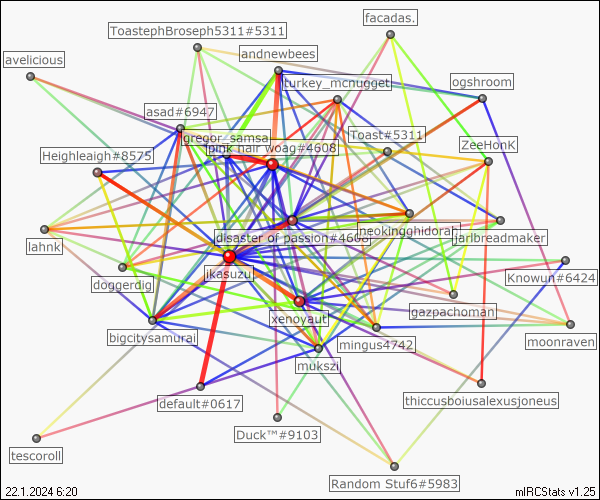 facadas.
ToastephBroseph5311#5311
andnewbees
avelicious
turkey_mcnugget
ogshroom
asad#6947
Toast#5311
gregor_samsa
ZeeHonK
pink hair woag#4608
Heighleaigh#8575
neokingghidorah
jarlbreadmaker
disaster of passion#4608
lahnk
jkasuzu
Knowun#6424
doggerdig
gazpachoman
xenoyaut
bigcitysamurai
moonraven
mingus4742
mukszi
default#0617
thiccusboiusalexusjoneus
Duck™#9103
tescoroll
Random Stuf6#5983
22.1.2024 6:20
mIRCStats v1.25